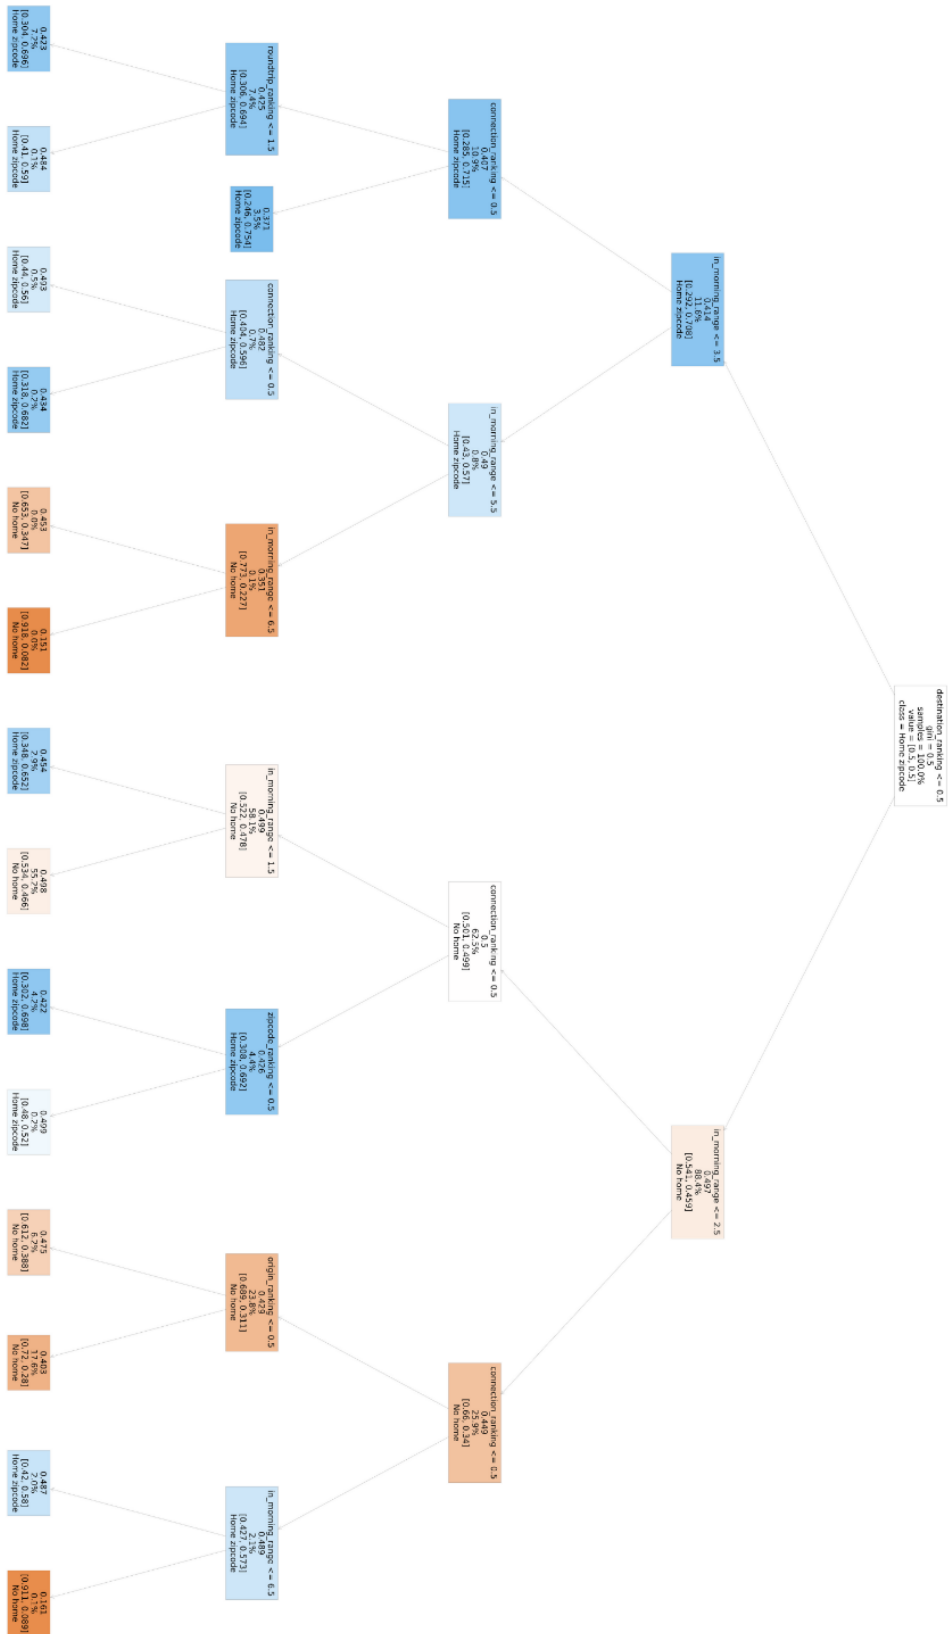 destination_ranking <= 0.5
gini = 0.5
samples = 100.0%
value = [0.5, 0.5]
class = Home zipcode
in_morning_range <= 3.5
0.414
11.6%
[0.292, 0.708]
Home zipcode
in_morning_range <= 2.5
0.497
88.4%
[0.541, 0.459]
No home
connection_ranking <= 0.5
0.407
10.9%
[0.285, 0.715]
Home zipcode
in_morning_range <= 5.5
0.49
0.8%
[0.43, 0.57]
Home zipcode
connection_ranking <= 0.5
0.5
62.5%
[0.501, 0.499]
No home
connection_ranking <= 0.5
0.449
25.9%
[0.66, 0.34]
No home
roundtrip_ranking <= 1.5
0.425
7.4%
[0.306, 0.694]
Home zipcode
0.371
3.5%
[0.246, 0.754]
Home zipcode
connection_ranking <= 0.5
0.482
0.7%
[0.404, 0.596]
Home zipcode
in_morning_range <= 6.5
0.351
0.1%
[0.773, 0.227]
No home
in_morning_range <= 1.5
0.499
58.1%
[0.522, 0.478]
No home
zipcode_ranking <= 0.5
0.426
4.4%
[0.308, 0.692]
Home zipcode
origin_ranking <= 0.5
0.429
23.8%
[0.689, 0.311]
No home
in_morning_range <= 6.5
0.489
2.1%
[0.427, 0.573]
Home zipcode
0.423
7.2%
[0.304, 0.696]
Home zipcode
0.484
0.1%
[0.41, 0.59]
Home zipcode
0.493
0.5%
[0.44, 0.56]
Home zipcode
0.434
0.2%
[0.318, 0.682]
Home zipcode
0.453
0.0%
[0.653, 0.347]
No home
0.151
0.0%
[0.918, 0.082]
No home
0.454
2.9%
[0.348, 0.652]
Home zipcode
0.498
55.2%
[0.534, 0.466]
No home
0.422
4.2%
[0.302, 0.698]
Home zipcode
0.499
0.2%
[0.48, 0.52]
Home zipcode
0.475
6.2%
[0.612, 0.388]
No home
0.403
17.6%
[0.72, 0.28]
No home
0.487
2.0%
[0.42, 0.58]
Home zipcode
0.161
0.1%
[0.911, 0.089]
No home